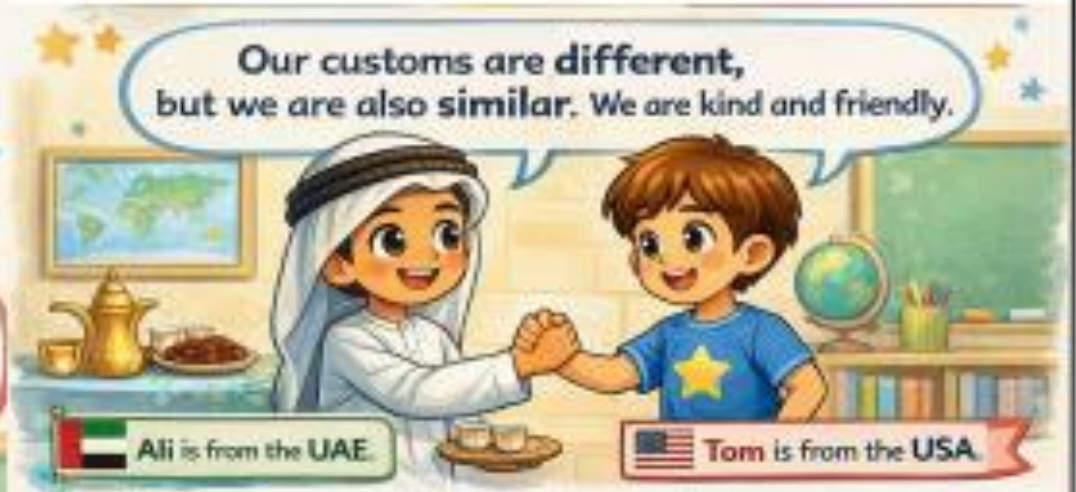 Our customs are different,
but we are also similar. We are kind and friendly.
Ali is from the UAE.
Tom is from the USA.